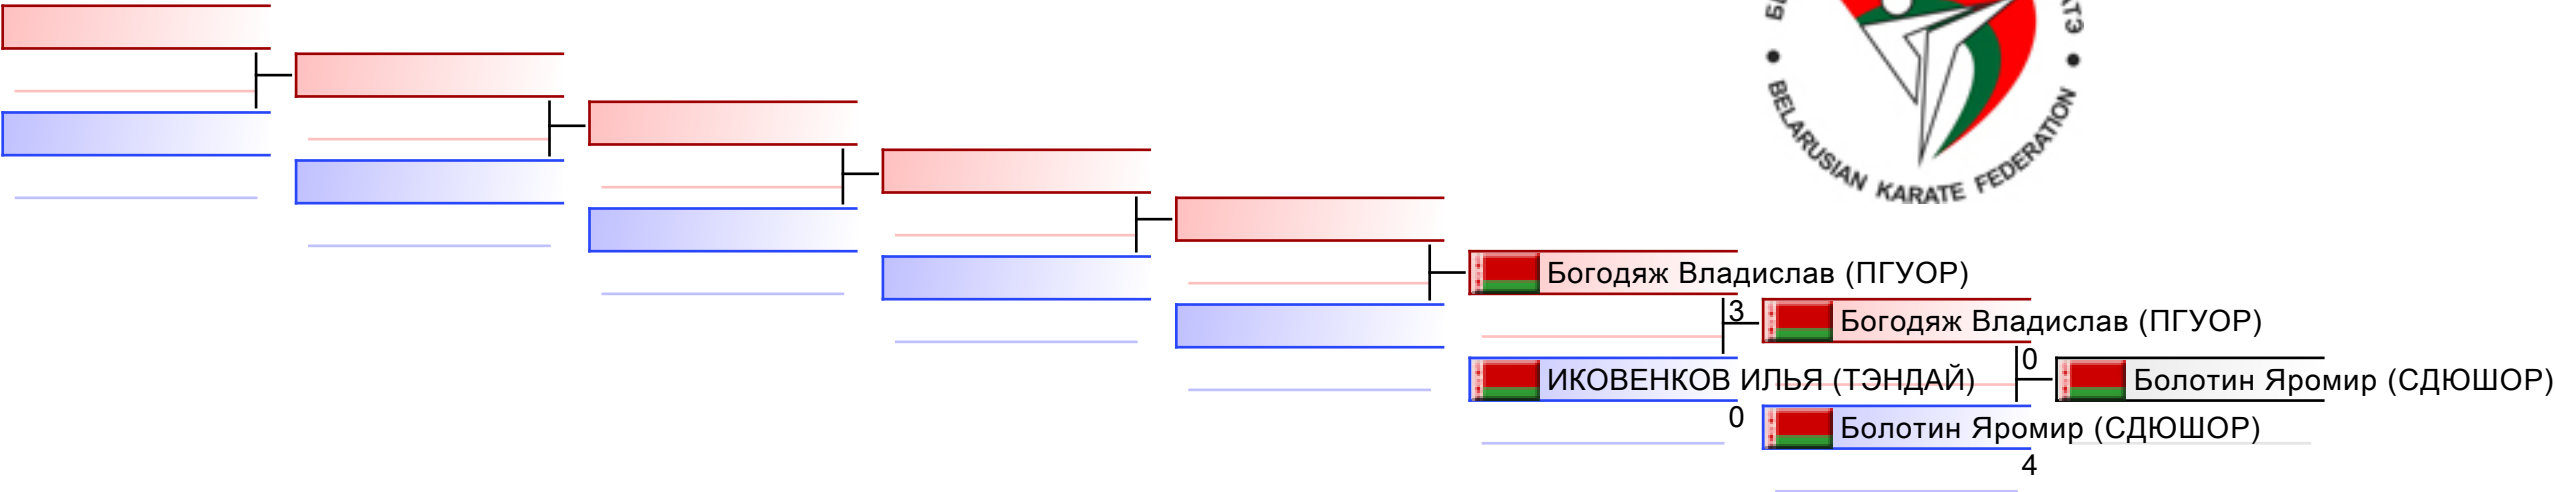 BELARUSIAN KARATE FEDERATION
Богодяж Владислав (ПГУОР)
3
Богодяж Владислав (ПГУОР)
0
ИКОВЕНКОВ ИЛЬЯ (ТЭНДАЙ)
Болотин Яромир (СДЮШОР)
0
Болотин Яромир (СДЮШОР)
4